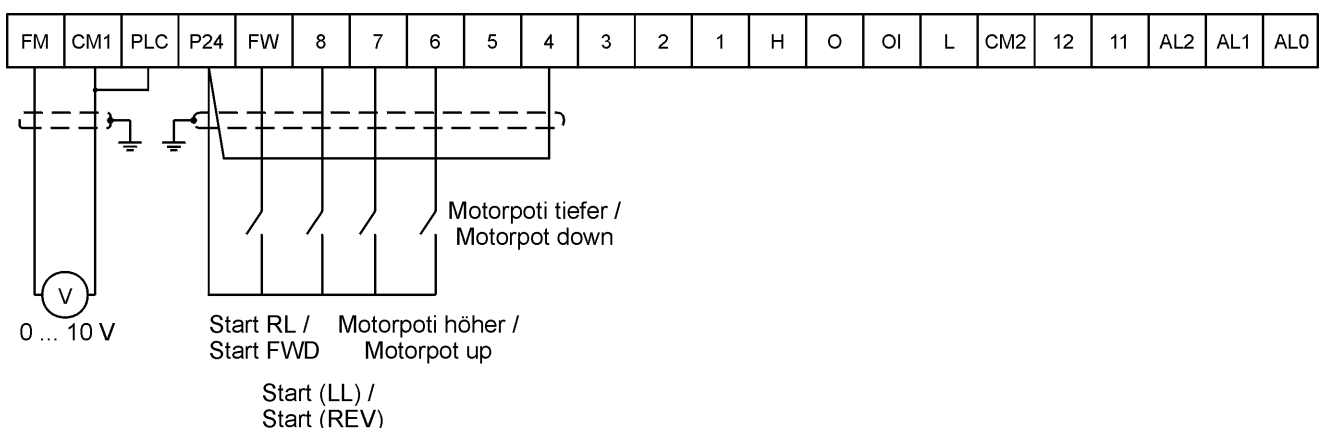 FM CM1 PLC P24 FW 8 7 6 5 4 3 2 1 H O OI L CM2 12 11 AL2 AL1 AL0
Motorpoti tiefer /
Motorpot down
V
0 ... 10 V
Start RL /
Start FWD
Motorpoti höher /
Motorpot up
Start (LL) /
Start (REV)